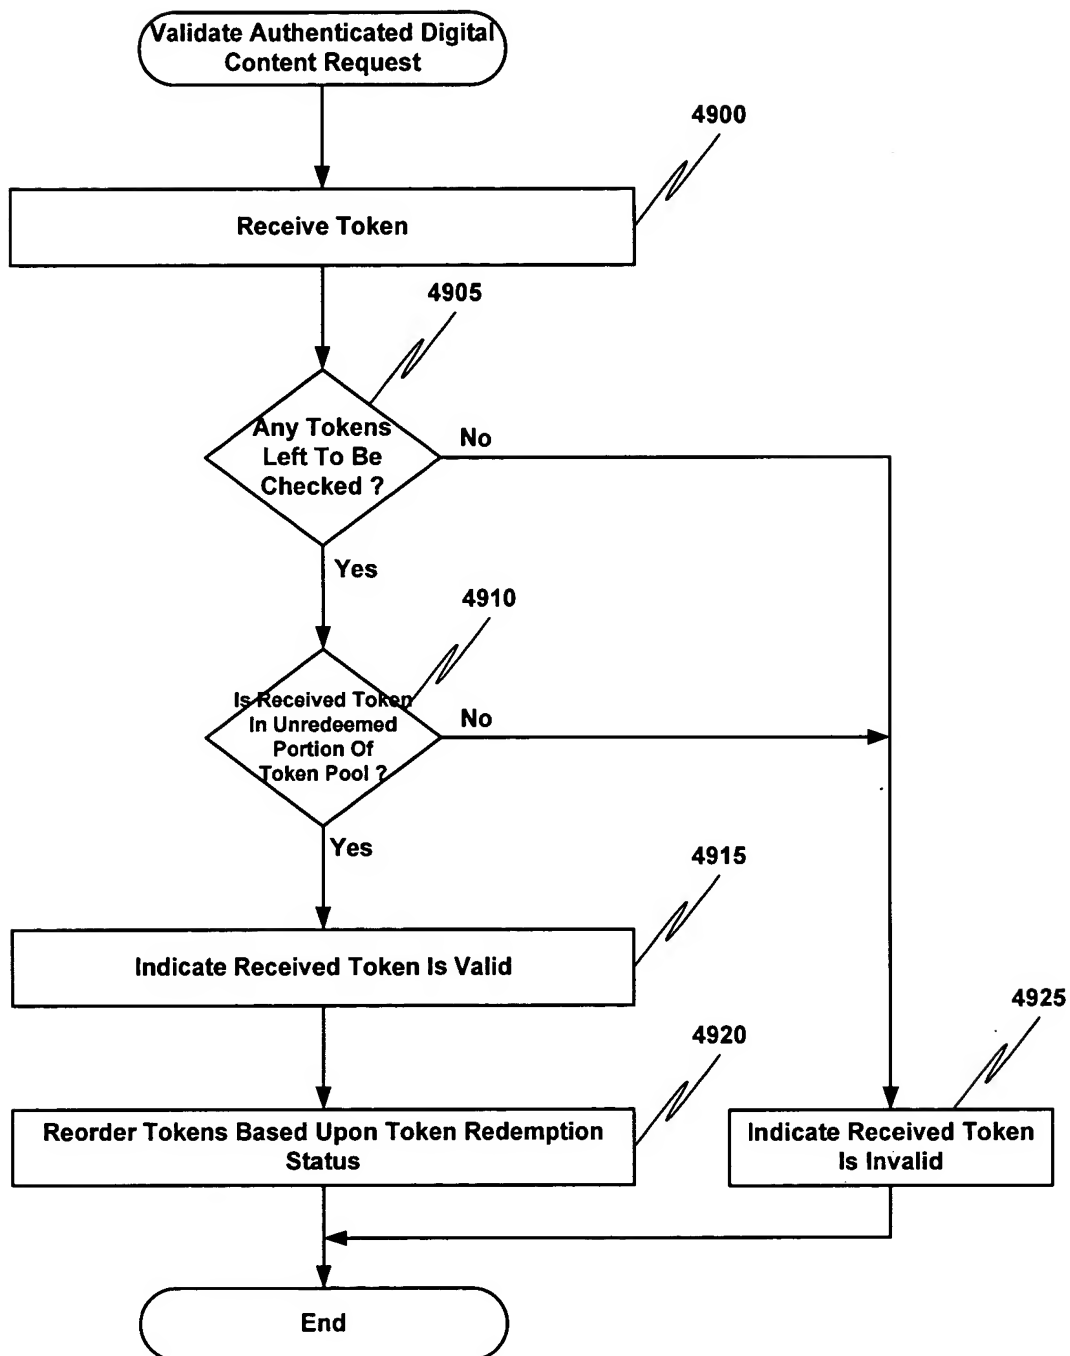 Validate Authenticated Digital
Content Request
4900
Receive Token
4905
Any Tokens
Left To Be
Checked ?
No
Yes
4910
Is Received Token
In Unredeemed
Portion Of
Token Pool ?
No
Yes
4915
Indicate Received Token Is Valid
4920
Reorder Tokens Based Upon Token Redemption
Status
4925
Indicate Received Token
Is Invalid
End